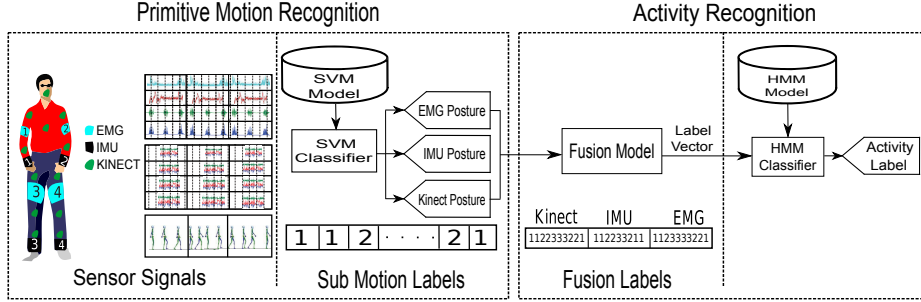 Primitive Motion Recognition
Activity Recognition
1
2
1
2
3 4
3
4
EMG
IMU
KINECT
Sensor Signals
SVM
Model
SVM
Classifier
EMG Posture
IMU Posture
Kinect Posture
1 1 2 · · · · 2 1
Sub Motion Labels
Fusion Model
Label
Vector
Kinect IMU EMG
1122333221 112233211 1123333221
Fusion Labels
HMM
Model
HMM
Classifier
Activity
Label